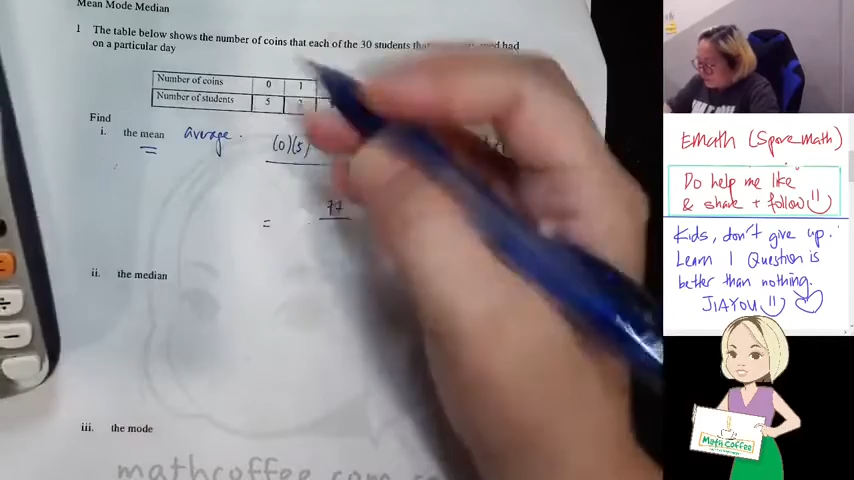 Mean Mode Median
1 The table below shows the number of coins that each of the 30 students had
on a particular day
Number of coins 0 1
Number of students 5
Find
i. the mean average. (0)(5)
= 77
ii. the median
iii. the mode
mathcoffee.com
EMath (S'pore math)
Do help me like
& share + follow
Kids, don't give up.
Learn 1 Question is
better than nothing.
JIAYOU
Math Coffee